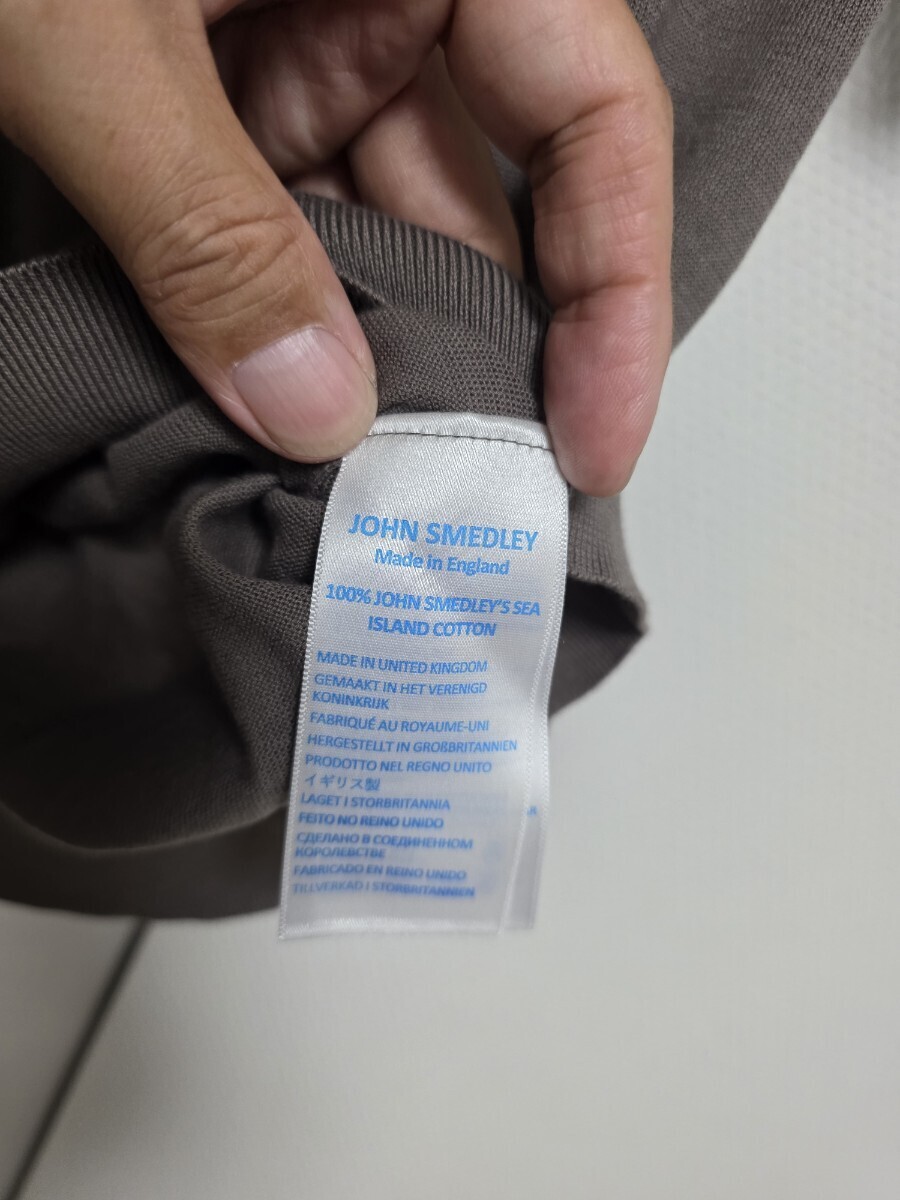 JOHN SMEDLEY
Made in England
100% JOHN SMEDLEY'S SEA
ISLAND COTTON
MADE IN UNITED KINGDOM
GEMAAKT IN HET VERENIGD
KONINKRIJK
FABRIQUÉ AU ROYAUME-UNI
HERGESTELLT IN GROßBRITANNIEN
PRODOTTO NEL REGNO UNITO
イギリス製
LAGET I STORBRITANNIA
FEITO NO REINO UNIDO
СДЕЛАНО В СОЕДИНЕННОМ
КОРОЛЕВСТВЕ
FABRICADO EN REINO UNIDO
TILLVERKAD I STORBRITANNIEN